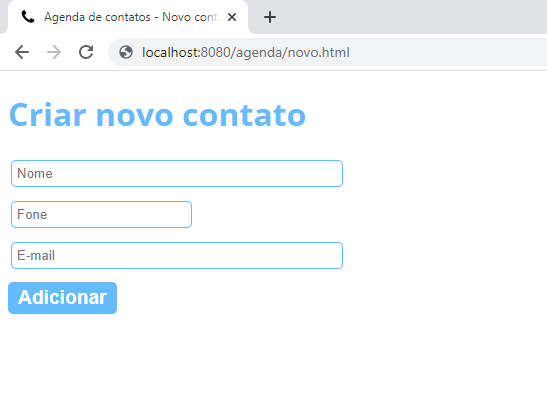 Agenda de contatos - Novo cont
localhost:8080/agenda/novo.html
Criar novo contato
Nome
Fone
E-mail
Adicionar